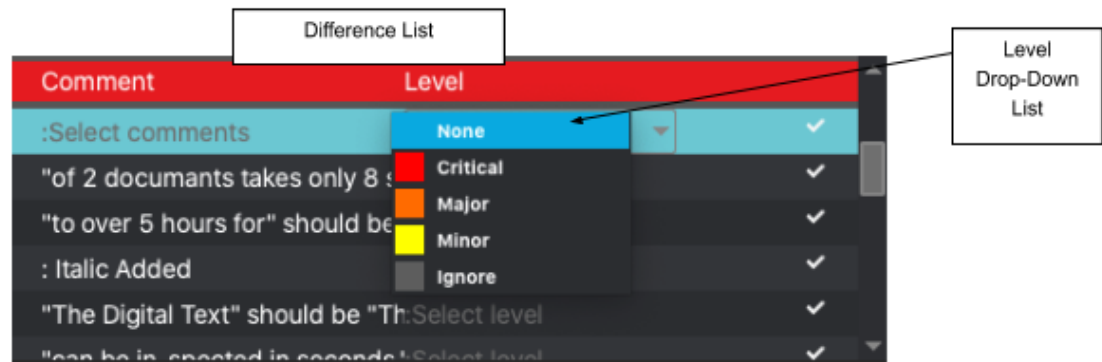 Difference List
Level
Drop-Down
List
Comment Level
:Select comments None
Critical
"of 2 documants takes only 8
Major
"to over 5 hours for" should be
Minor
: Italic Added
Ignore
"The Digital Text" should be "Th:Select level
"can be in spected in seconds ":Select level